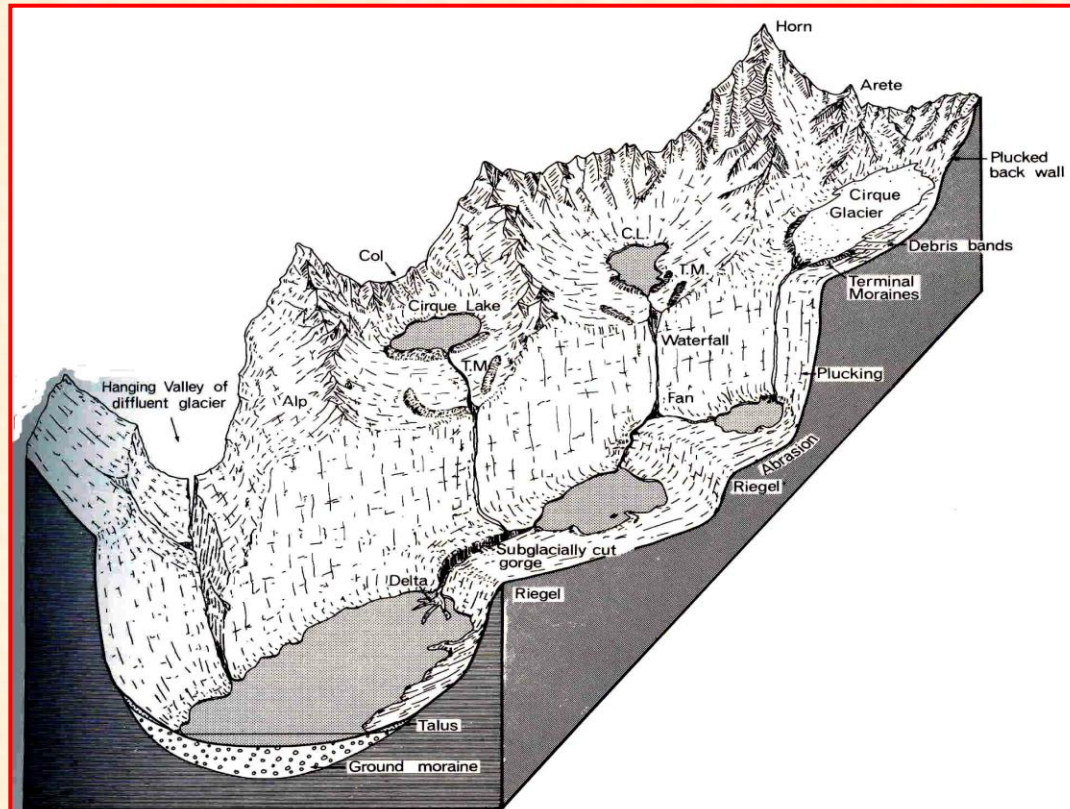 Horn
Arete
Plucked
back wall
Cirque
Glacier
C.L.
Col
Debris bands
T.M.
Terminal
Moraines
Cirque Lake
Waterfall
T.M.
Plucking
Hanging Valley of
diffluent glacier
Alp
Fan
Abrasion
Riegel
Subglacially cut
gorge
Delta
Riegel
Talus
Ground moraine